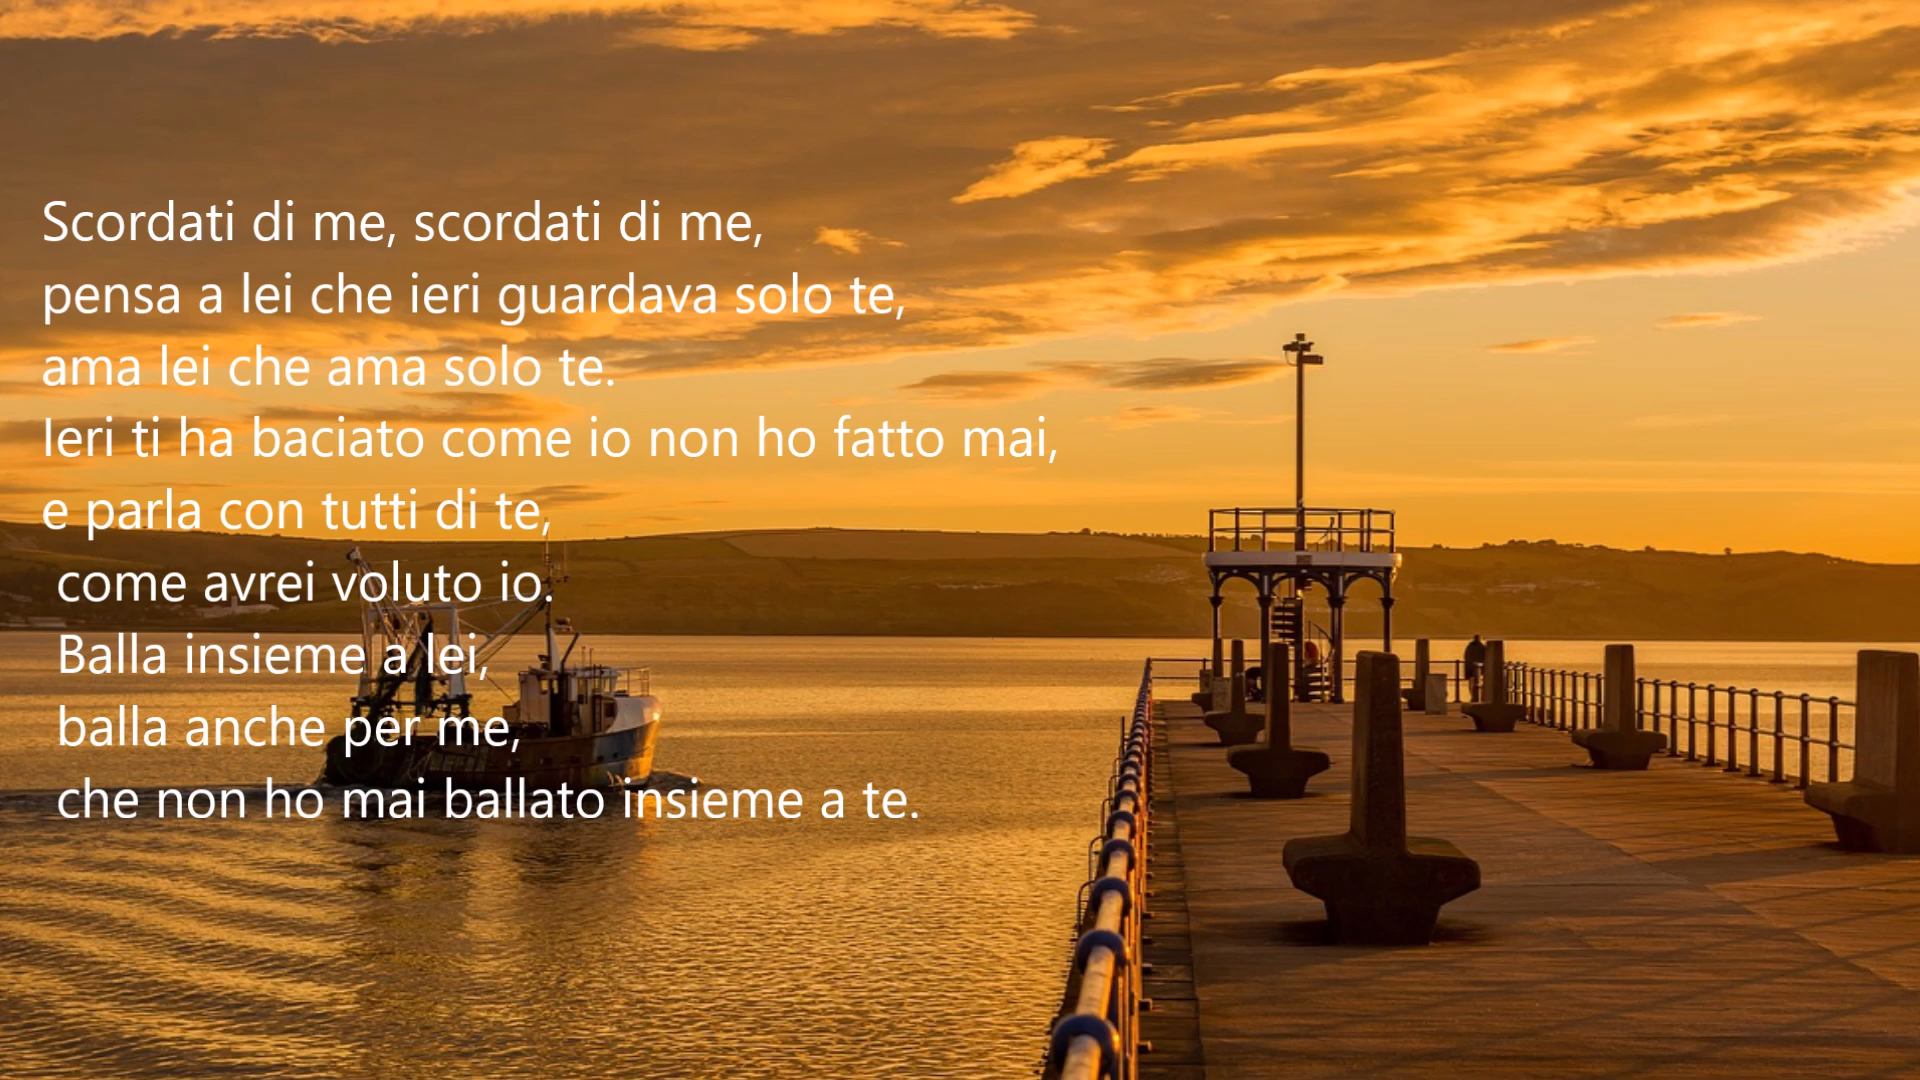 Scordati di me, scordati di me,
pensa a lei che ieri guardava solo te,
ama lei che ama solo te.
Ieri ti ha baciato come io non ho fatto mai,
e parla con tutti di te,
come avrei voluto io.
Balla insieme a lei,
balla anche per me,
che non ho mai ballato insieme a te.